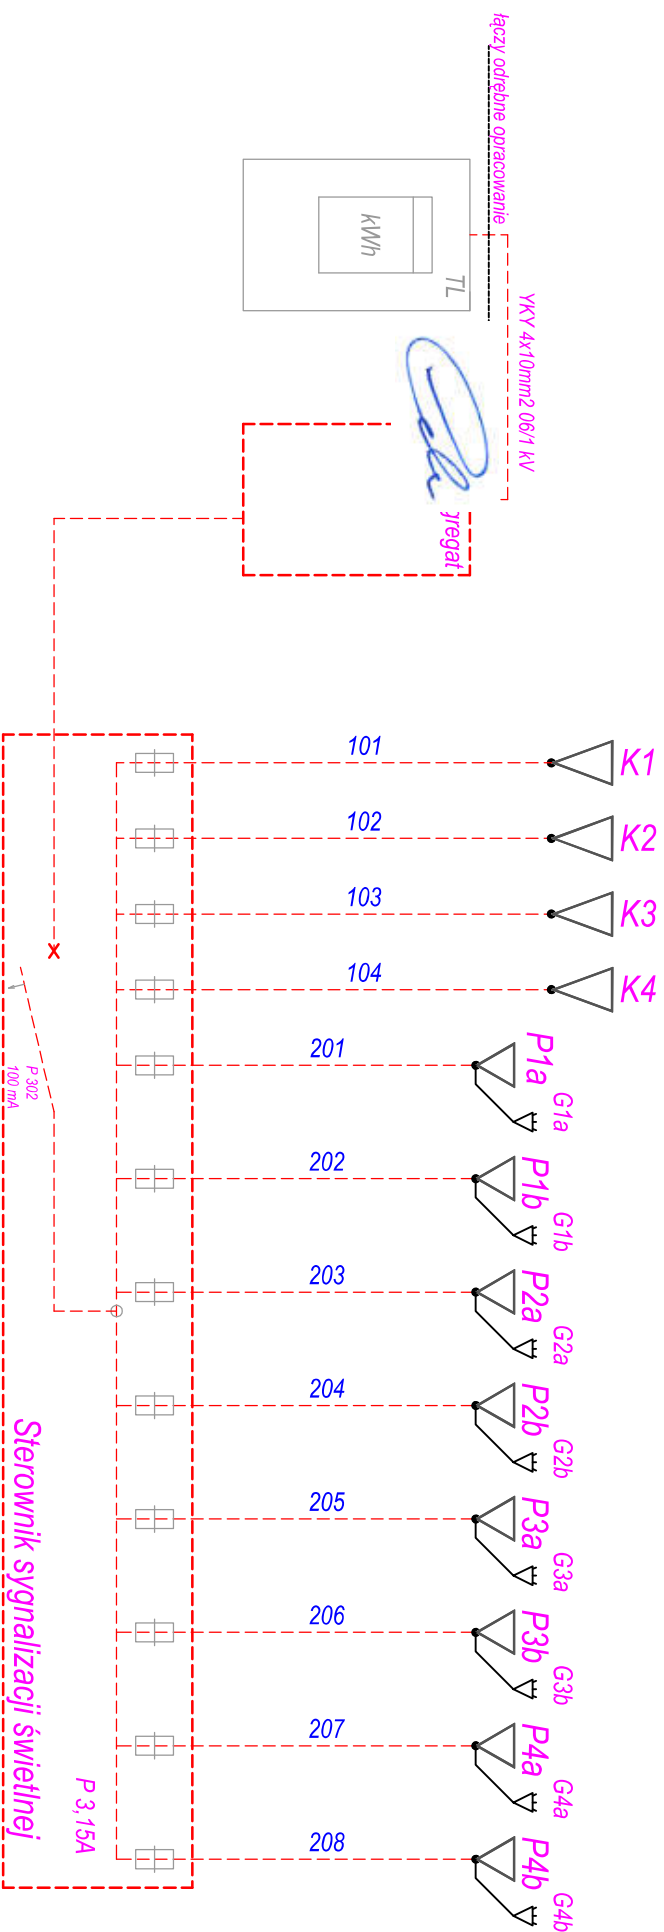 łączy odrębne opracowanie
kWh
TL
YKY 4x10mm2 06/1 kV
gregat
101
K1
102
K2
103
K3
104
K4
201
P1a
G1a
202
P1b
G1b
203
P2a
G2a
204
P2b
G2b
205
P3a
G3a
206
P3b
G3b
207
P4a
G4a
208
P4b
G4b
P 302
100 mA
P 3,15A
Sterownik sygnalizacji świetlnej